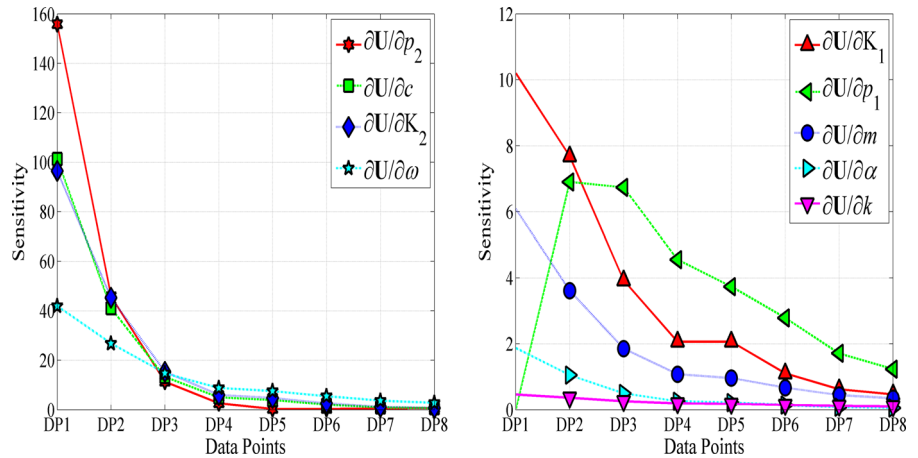 160
140
120
100
80
60
40
20
0
Sensitivity
DP1 DP2 DP3 DP4 DP5 DP6 DP7 DP8
Data Points
∂U/∂p₂
∂U/∂c
∂U/∂K₂
∂U/∂ω
12
10
8
6
4
2
0
Sensitivity
DP1 DP2 DP3 DP4 DP5 DP6 DP7 DP8
Data Points
∂U/∂K₁
∂U/∂p₁
∂U/∂m
∂U/∂α
∂U/∂k